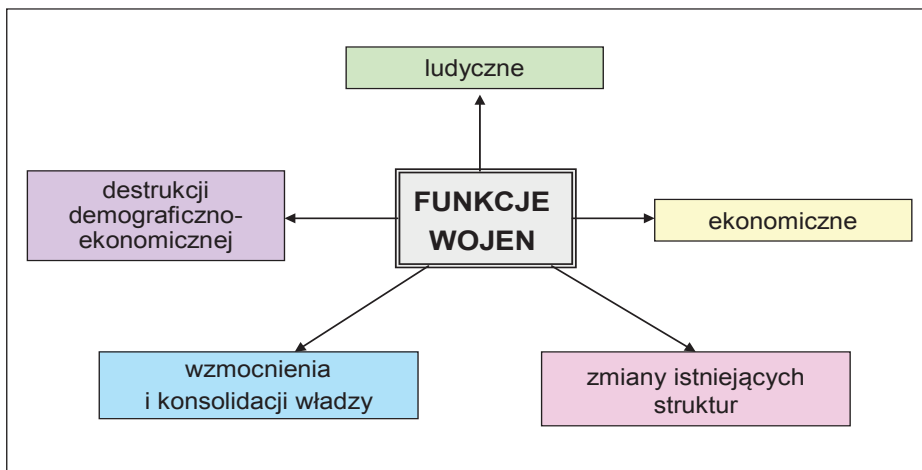 ludyczne
destrukcji
demograficzno-
ekonomicznej
FUNKCJE
WOJEN
ekonomiczne
wzmocnienia
i konsolidacji władzy
zmiany istniejących
struktur